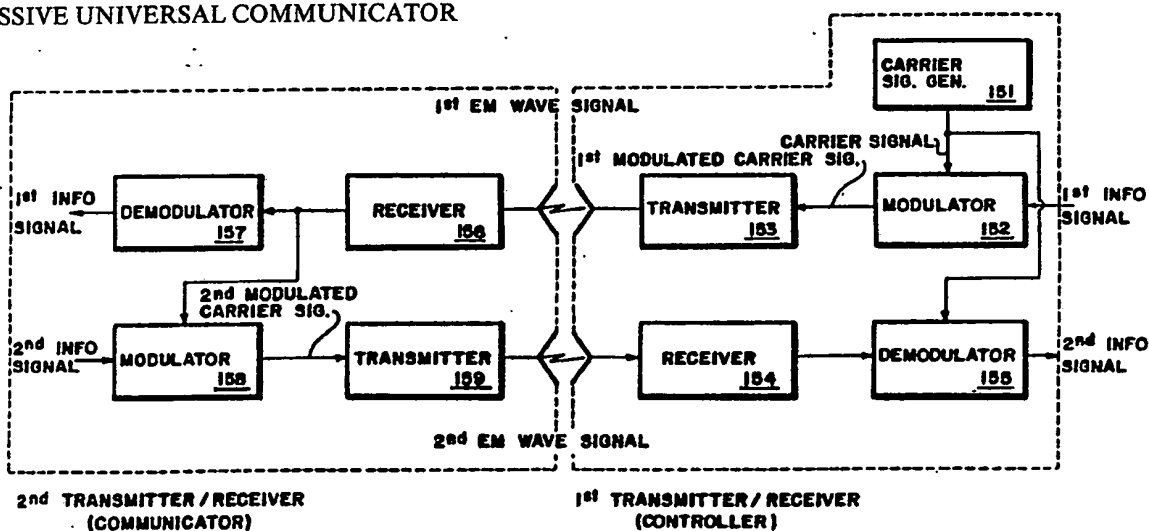 SSIVE UNIVERSAL COMMUNICATOR
CARRIER
SIG. GEN.
151
1st EM WAVE SIGNAL
CARRIER SIGNAL
1st MODULATED CARRIER SIG.
1st INFO
SIGNAL
DEMODULATOR
157
RECEIVER
156
TRANSMITTER
153
MODULATOR
152
1st INFO
SIGNAL
2nd MODULATED
CARRIER SIG.
2nd INFO
SIGNAL
MODULATOR
158
TRANSMITTER
159
RECEIVER
154
DEMODULATOR
155
2nd INFO
SIGNAL
2nd EM WAVE SIGNAL
2nd TRANSMITTER/RECEIVER
(COMMUNICATOR)
1st TRANSMITTER/RECEIVER
(CONTROLLER)